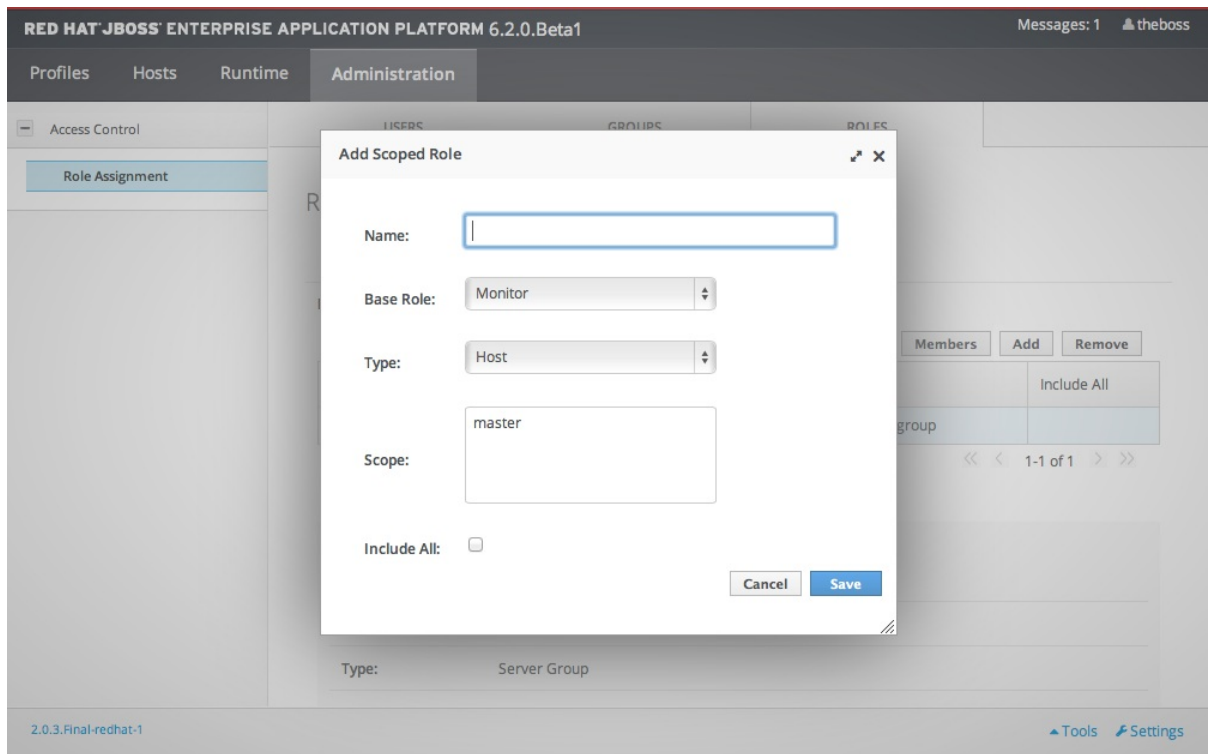 RED HAT JBOSS ENTERPRISE APPLICATION PLATFORM 6.2.0.Beta1
Messages: 1 theboss
Profiles Hosts Runtime Administration
Access Control
USERS GROUPS ROLES
Add Scoped Role
Role Assignment
R
Name:
Base Role: Monitor
Members Add Remove
Type: Host
Include All
master
group
Scope:
1-1 of 1
Include All:
Cancel Save
Type: Server Group
2.0.3.Final-redhat-1
Tools Settings